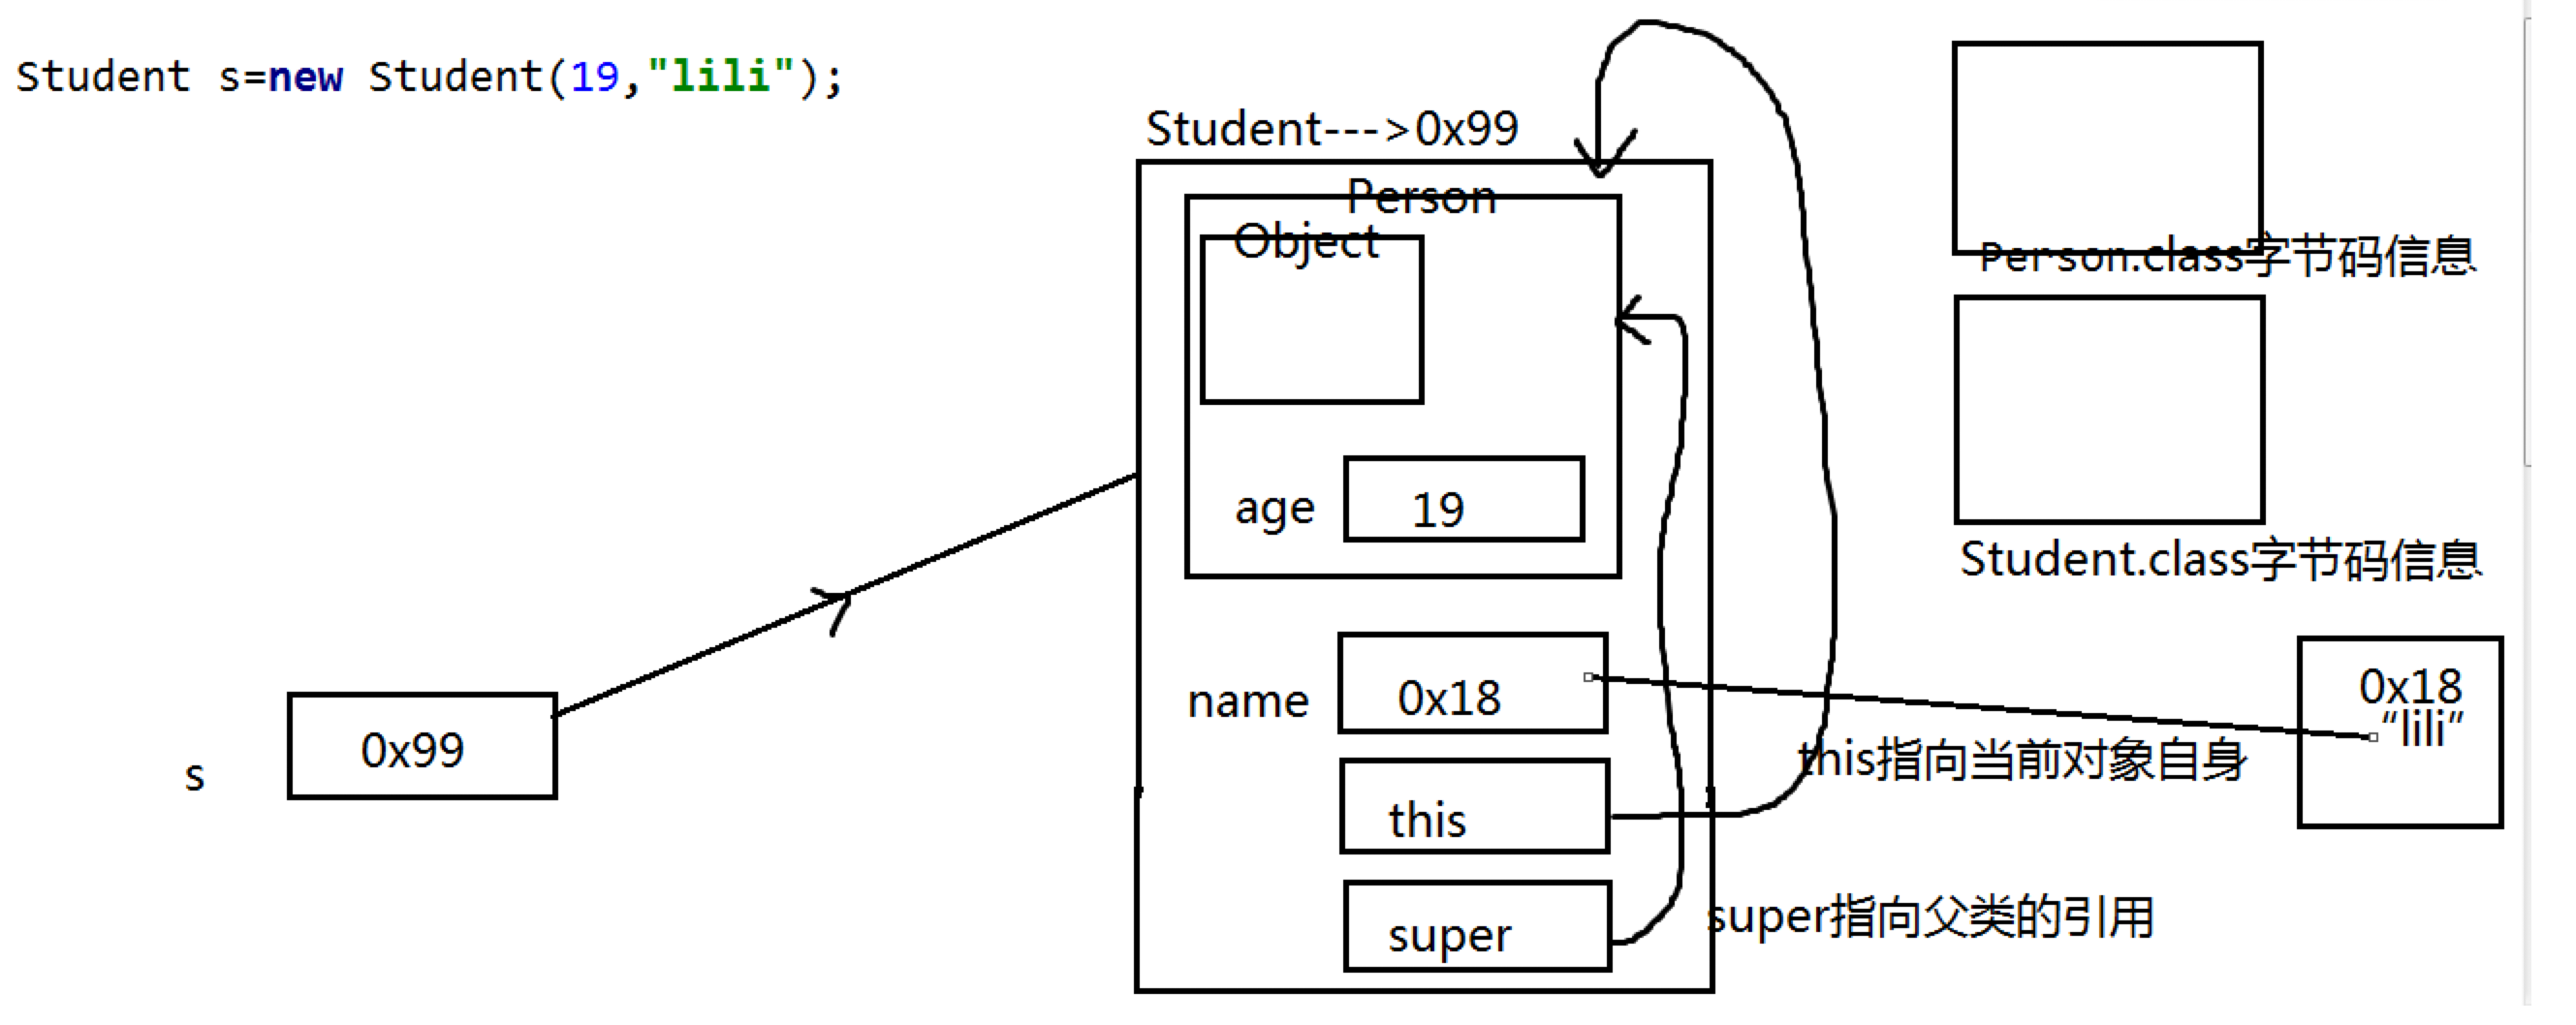 Student s=new Student(19,"lili");
Student--->0x99
Person
Object
age
19
name
0x18
this
super
s
0x99
Person.class字节码信息
Student.class字节码信息
0x18
“lili”
this指向当前对象自身
super指向父类的引用